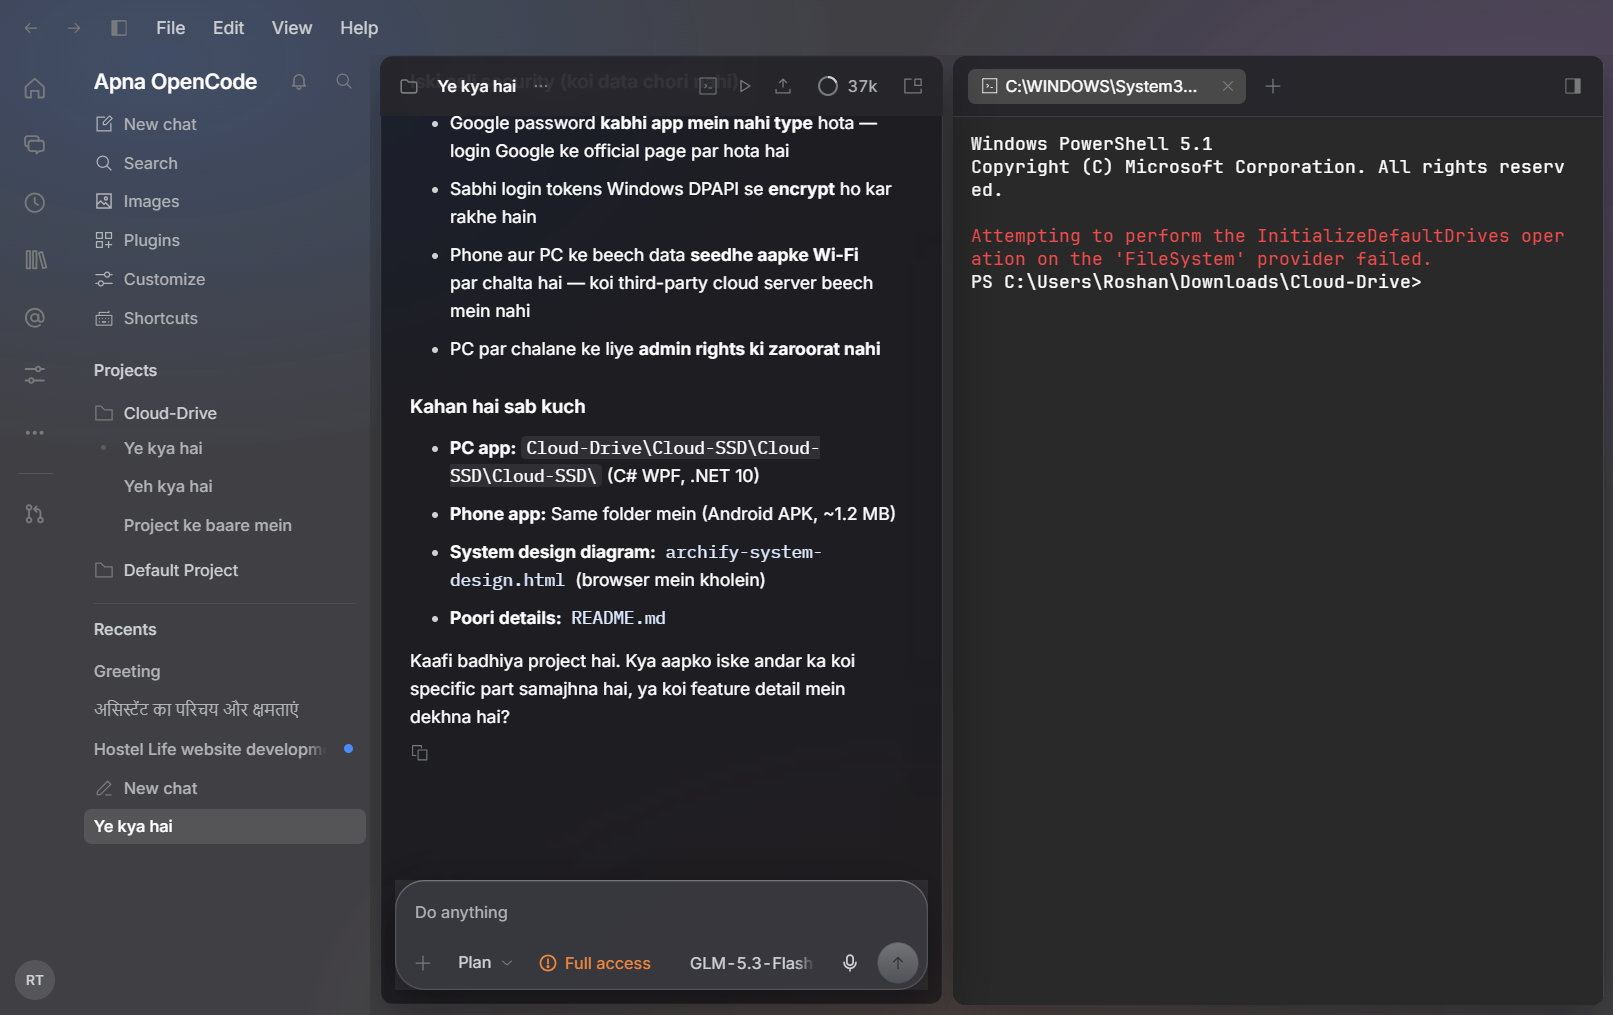 File Edit View Help
Apna OpenCode
New chat
Search
Images
Plugins
Customize
Shortcuts
Projects
Cloud-Drive
Ye kya hai
Yeh kya hai
Project ke baare mein
Default Project
Recents
Greeting
असिस्टेंट का परिचय और क्षमताएं
Hostel Life website developm
New chat
Ye kya hai
RT
Ye kya hai
37k
Google password kabhi app mein nahi type hota —
login Google ke official page par hota hai
Sabhi login tokens Windows DPAPI se encrypt ho kar
rakhe hain
Phone aur PC ke beech data seedhe aapke Wi-Fi
par chalta hai — koi third-party cloud server beech
mein nahi
PC par chalane ke liye admin rights ki zaroorat nahi
Kahan hai sab kuch
PC app: Cloud-Drive\Cloud-SSD\Cloud-
SSD\Cloud-SSD\ (C# WPF, .NET 10)
Phone app: Same folder mein (Android APK, ~1.2 MB)
System design diagram: archify-system-
design.html (browser mein kholein)
Poori details: README.md
Kaafi badhiya project hai. Kya aapko iske andar ka koi
specific part samajhna hai, ya koi feature detail mein
dekhna hai?
Do anything
Plan Full access GLM-5.3-Flash
C:\WINDOWS\System3...
Windows PowerShell 5.1
Copyright (C) Microsoft Corporation. All rights reserv
ed.
Attempting to perform the InitializeDefaultDrives oper
ation on the 'FileSystem' provider failed.
PS C:\Users\Roshan\Downloads\Cloud-Drive>